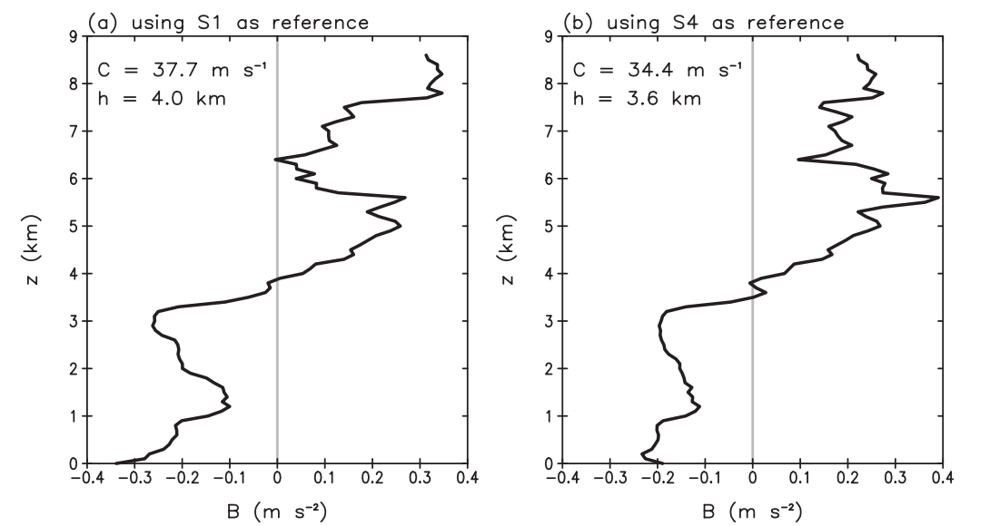 (a) using S1 as reference
C = 37.7 m s⁻¹
h = 4.0 km
9
8
7
6
5
4
3
2
1
0
z (km)
−0.4 −0.3 −0.2 −0.1 0 0.1 0.2 0.3 0.4
B (m s⁻²)
(b) using S4 as reference
C = 34.4 m s⁻¹
h = 3.6 km
9
8
7
6
5
4
3
2
1
0
z (km)
−0.4 −0.3 −0.2 −0.1 0 0.1 0.2 0.3 0.4
B (m s⁻²)